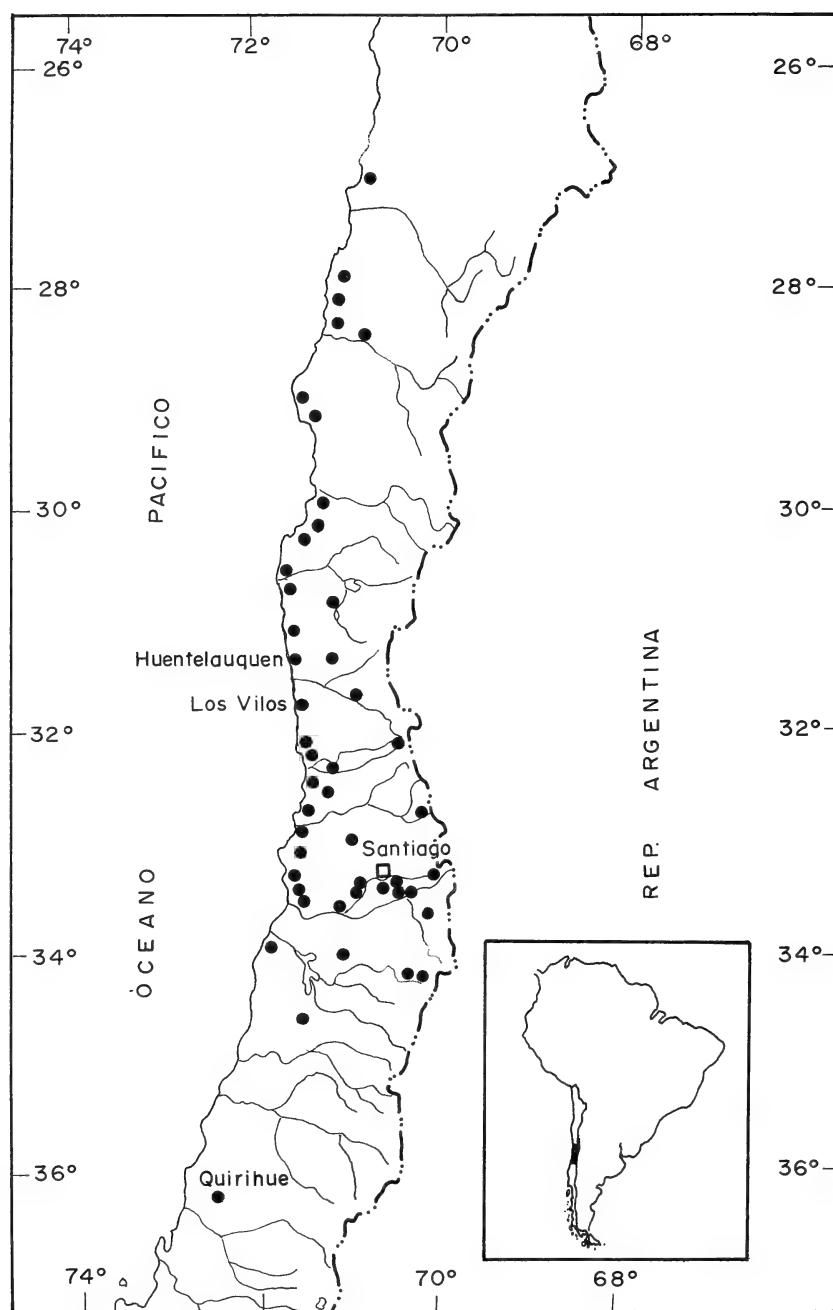 74° 72° 70° 68°
26° 26°
28° 28°
PACIFICO
30° 30°
REP. ARGENTINA
Huentelauquen
Los Vilos
32° 32°
Santiago
OCEANO
34° 34°
Quirihue
36° 36°
74° 70° 68°